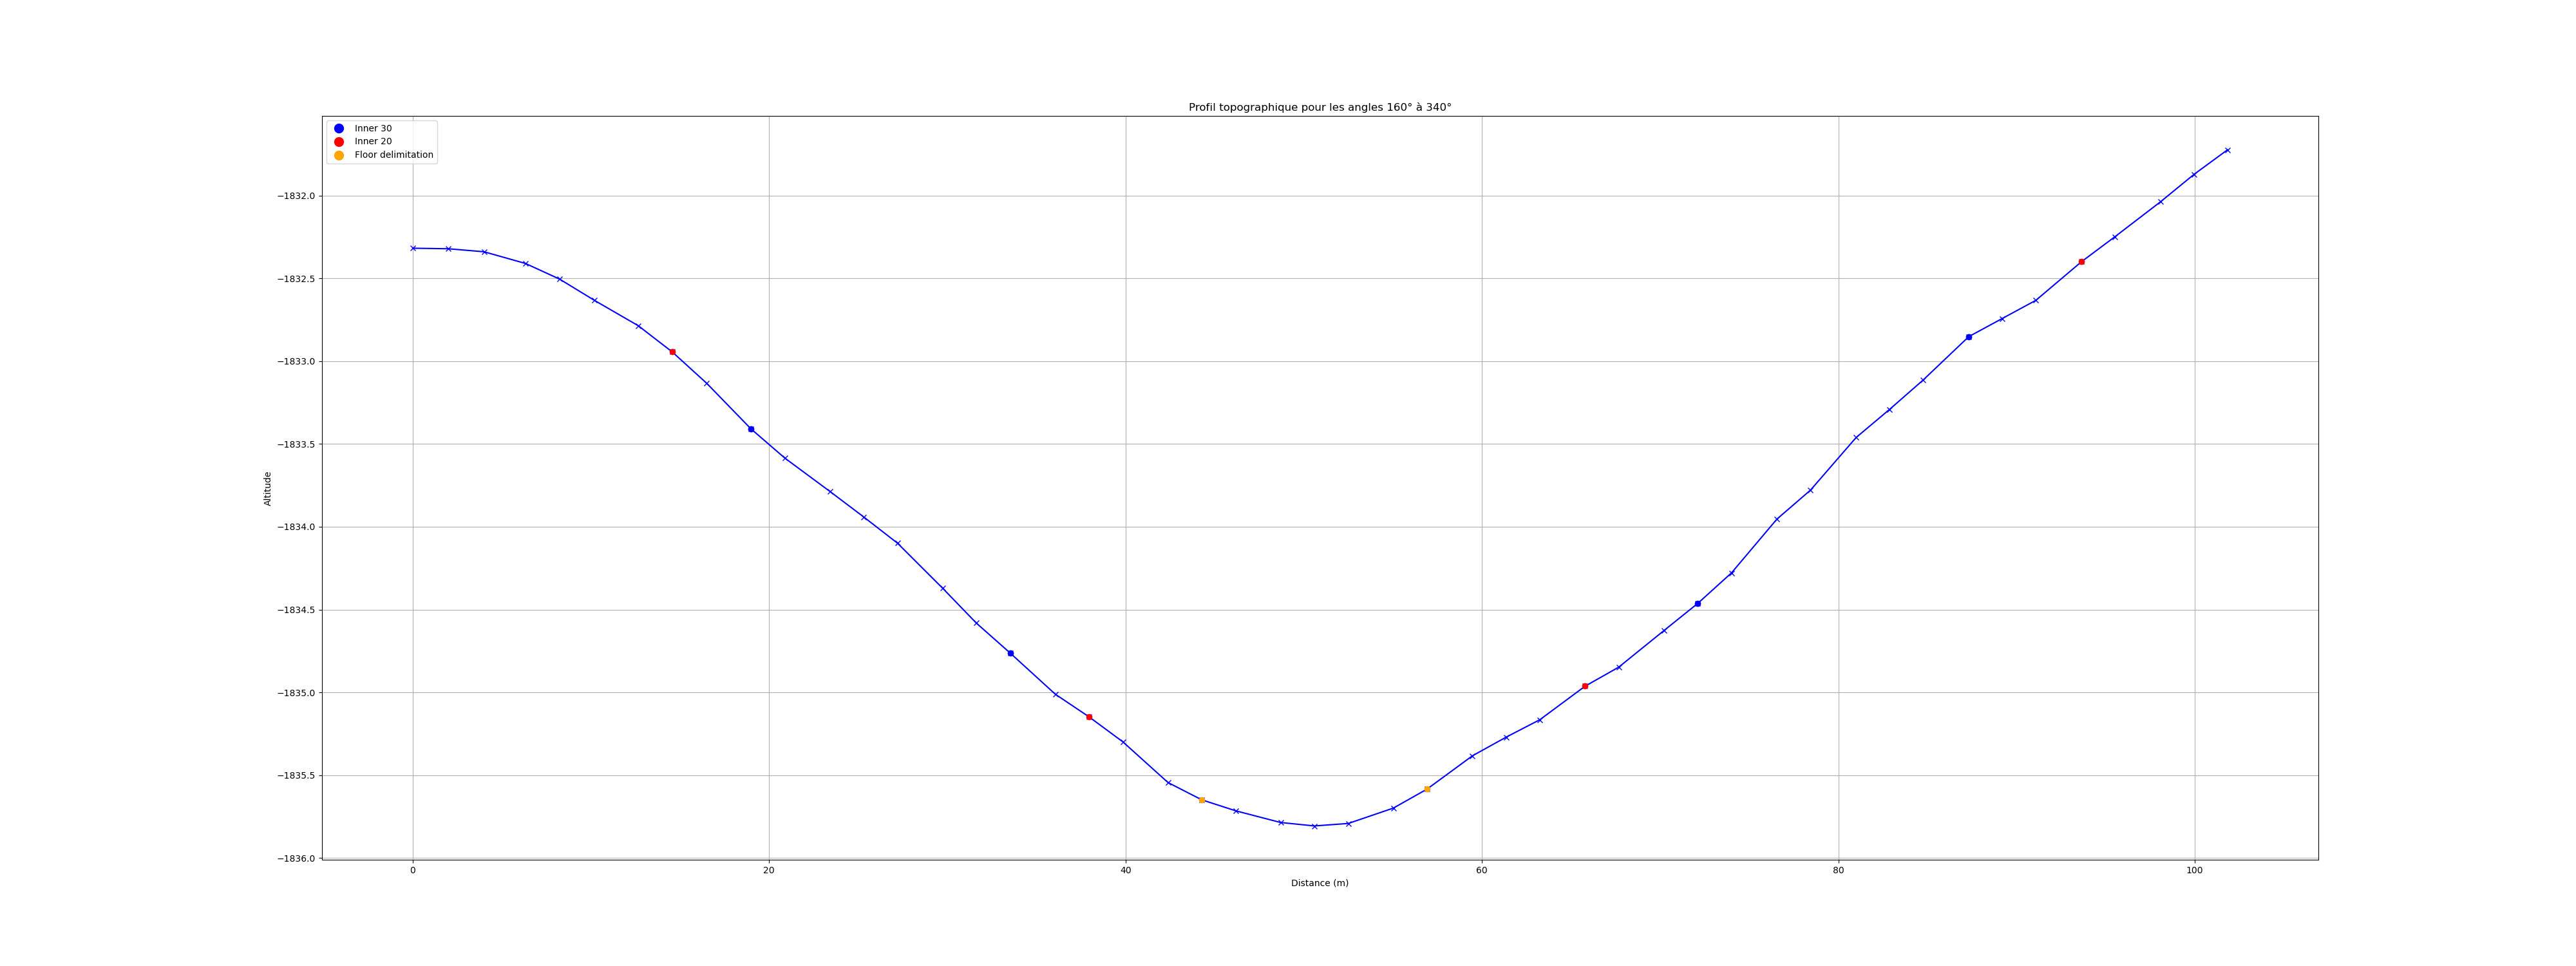 Profil topographique pour les angles 160° à 340°
Inner 30
Inner 20
Floor delimitation
−1832.0
−1832.5
−1833.0
−1833.5
−1834.0
−1834.5
−1835.0
−1835.5
−1836.0
Altitude
0 20 40 60 80 100
Distance (m)